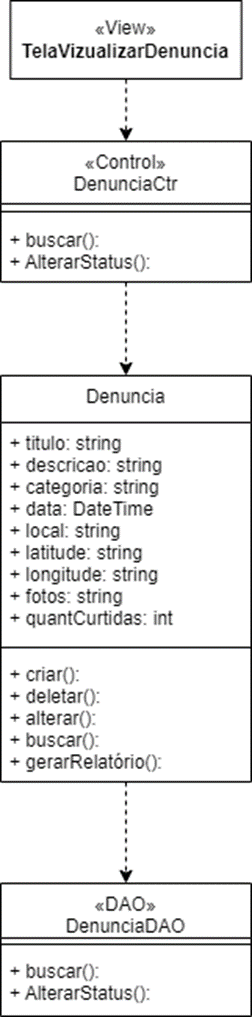 «View»
TelaVizualizarDenuncia
«Control»
DenunciaCtr
+ buscar():
+ AlterarStatus():
Denuncia
+ titulo: string
+ descricao: string
+ categoria: string
+ data: DateTime
+ local: string
+ latitude: string
+ longitude: string
+ fotos: string
+ quantCurtidas: int
+ criar():
+ deletar():
+ alterar():
+ buscar():
+ gerarRelatório():
«DAO»
DenunciaDAO
+ buscar():
+ AlterarStatus():